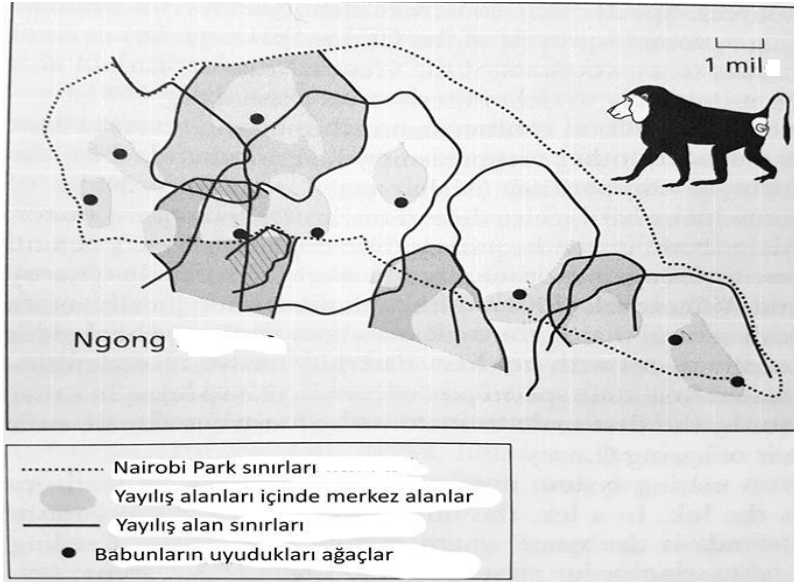 1 mil
Ngong
Nairobi Park sınırları
Yayılış alanları içinde merkez alanlar
Yayılış alan sınırları
Babunların uyudukları ağaçlar